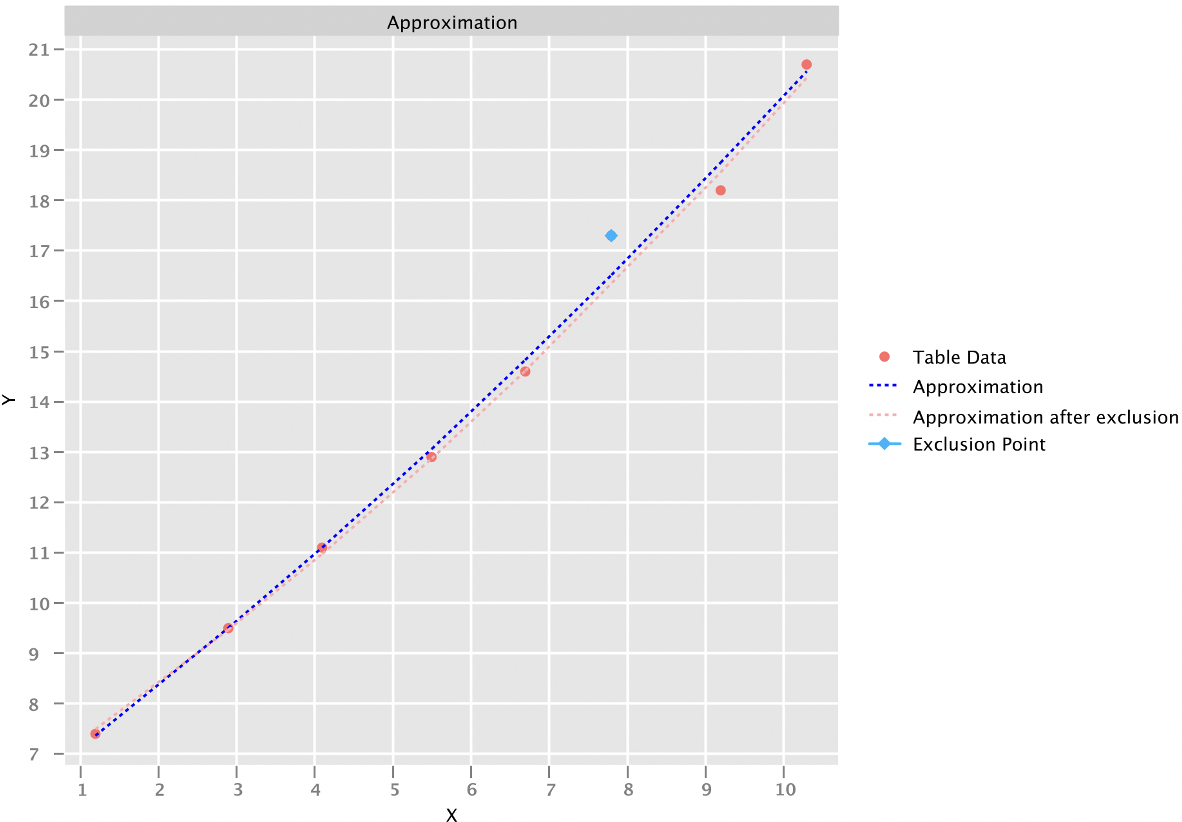 Approximation
21
20
19
18
17
16
15
14
13
12
11
10
9
8
7
Y
1 2 3 4 5 6 7 8 9 10
X
Table Data
Approximation
Approximation after exclusion
Exclusion Point